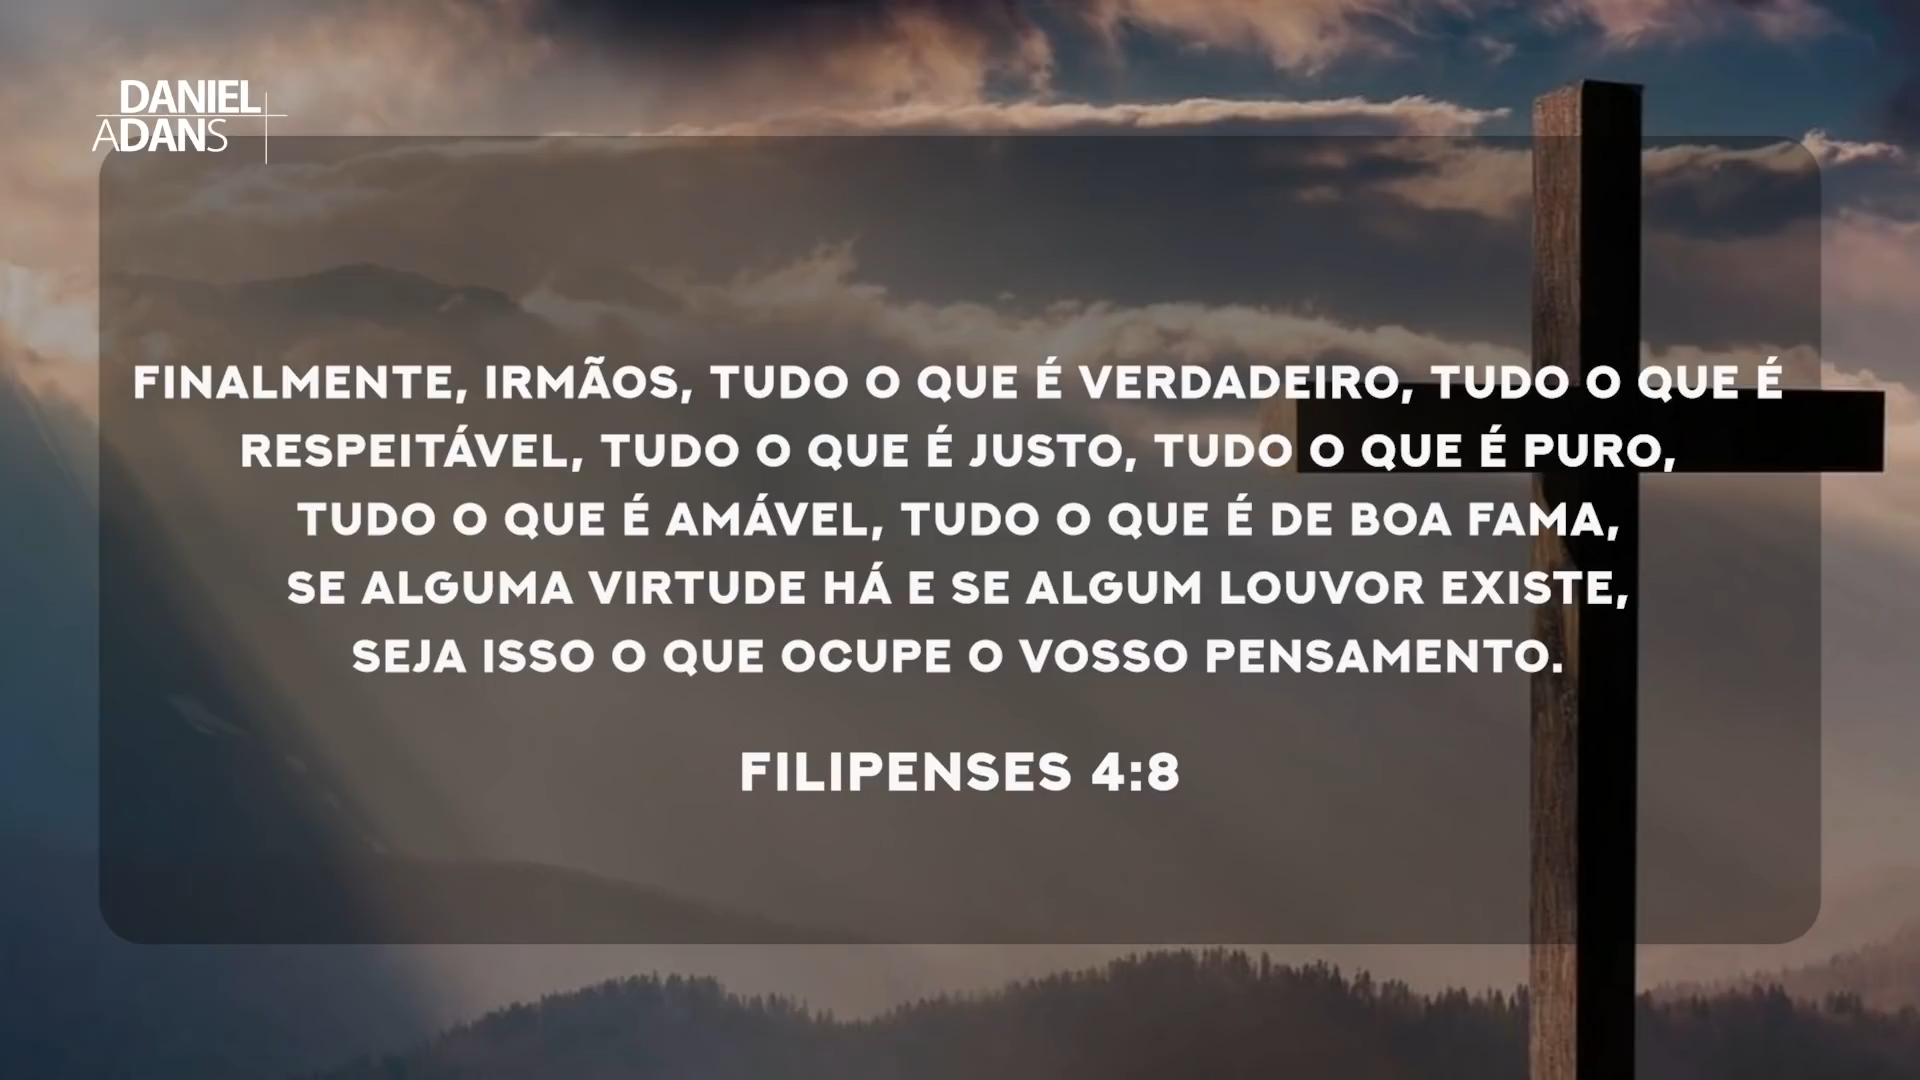 DANIEL
ADANS
FINALMENTE, IRMÃOS, TUDO O QUE É VERDADEIRO, TUDO O QUE É
RESPEITÁVEL, TUDO O QUE É JUSTO, TUDO O QUE É PURO,
TUDO O QUE É AMÁVEL, TUDO O QUE É DE BOA FAMA,
SE ALGUMA VIRTUDE HÁ E SE ALGUM LOUVOR EXISTE,
SEJA ISSO O QUE OCUPE O VOSSO PENSAMENTO.
FILIPENSES 4:8